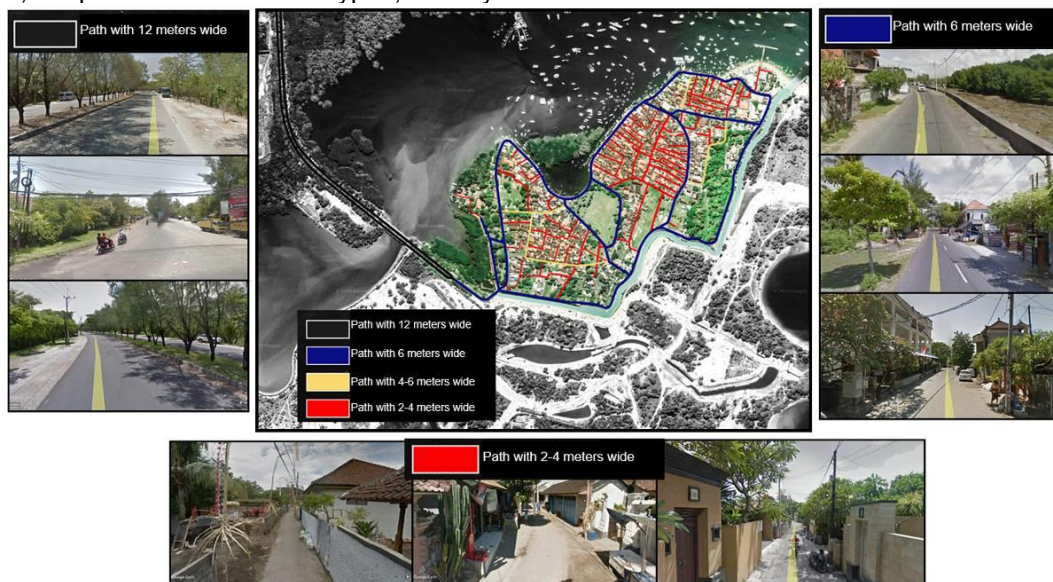 Path with 12 meters wide
Path with 6 meters wide
Path with 12 meters wide
Path with 6 meters wide
Path with 4-6 meters wide
Path with 2-4 meters wide
Path with 2-4 meters wide